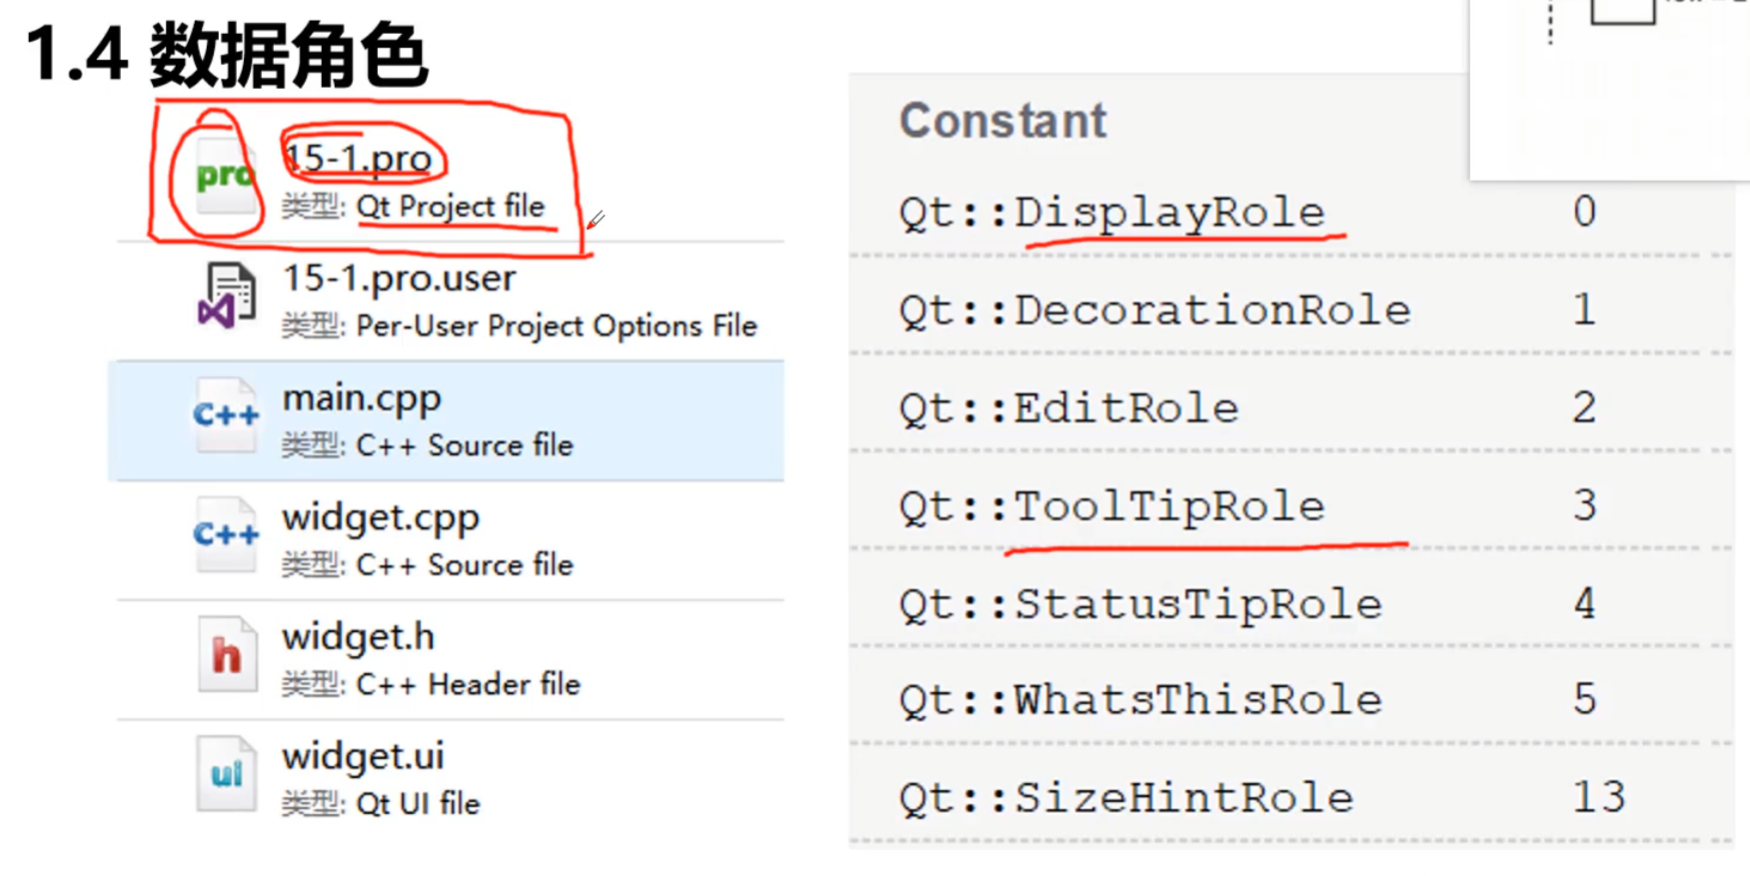 1.4 数据角色
pro
15-1.pro
类型: Qt Project file
15-1.pro.user
类型: Per-User Project Options File
C++
main.cpp
类型: C++ Source file
C++
widget.cpp
类型: C++ Source file
h
widget.h
类型: C++ Header file
ui
widget.ui
类型: Qt UI file
Constant
Qt::DisplayRole 0
Qt::DecorationRole 1
Qt::EditRole 2
Qt::ToolTipRole 3
Qt::StatusTipRole 4
Qt::WhatsThisRole 5
Qt::SizeHintRole 13